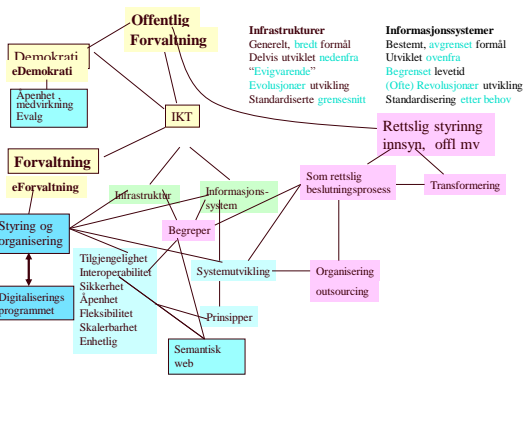 Offentlig
Forvaltning
Infrastrukturer
Generelt, bredt formål
Delvis utviklet nedenfra
"Evigvarende"
Evolusjonær utvikling
Standardiserte grensesnitt
Informasjonssystemer
Bestemt, avgrenset formål
Utviklet ovenfra
Begrenset levetid
(Ofte) Revolusjonær utvikling
Standardisering etter behov
Demokrati
eDemokrati
Åpenhet ,
medvirkning
Evalg
IKT
Rettslig styrinng
innsyn, offl mv
Forvaltning
eForvaltning
Infrastruktur
Informasjons-
system
Som rettslig
beslutningsprosess
Transformering
Styring og
organisering
Begreper
Tilgjengelighet
Interoperabilitet
Sikkerhet
Åpenhet
Fleksibilitet
Skalerbarhet
Enhetlig
Systemutvikling
Organisering
outsourcing
Digitaliserings
programmet
Prinsipper
Semantisk
web